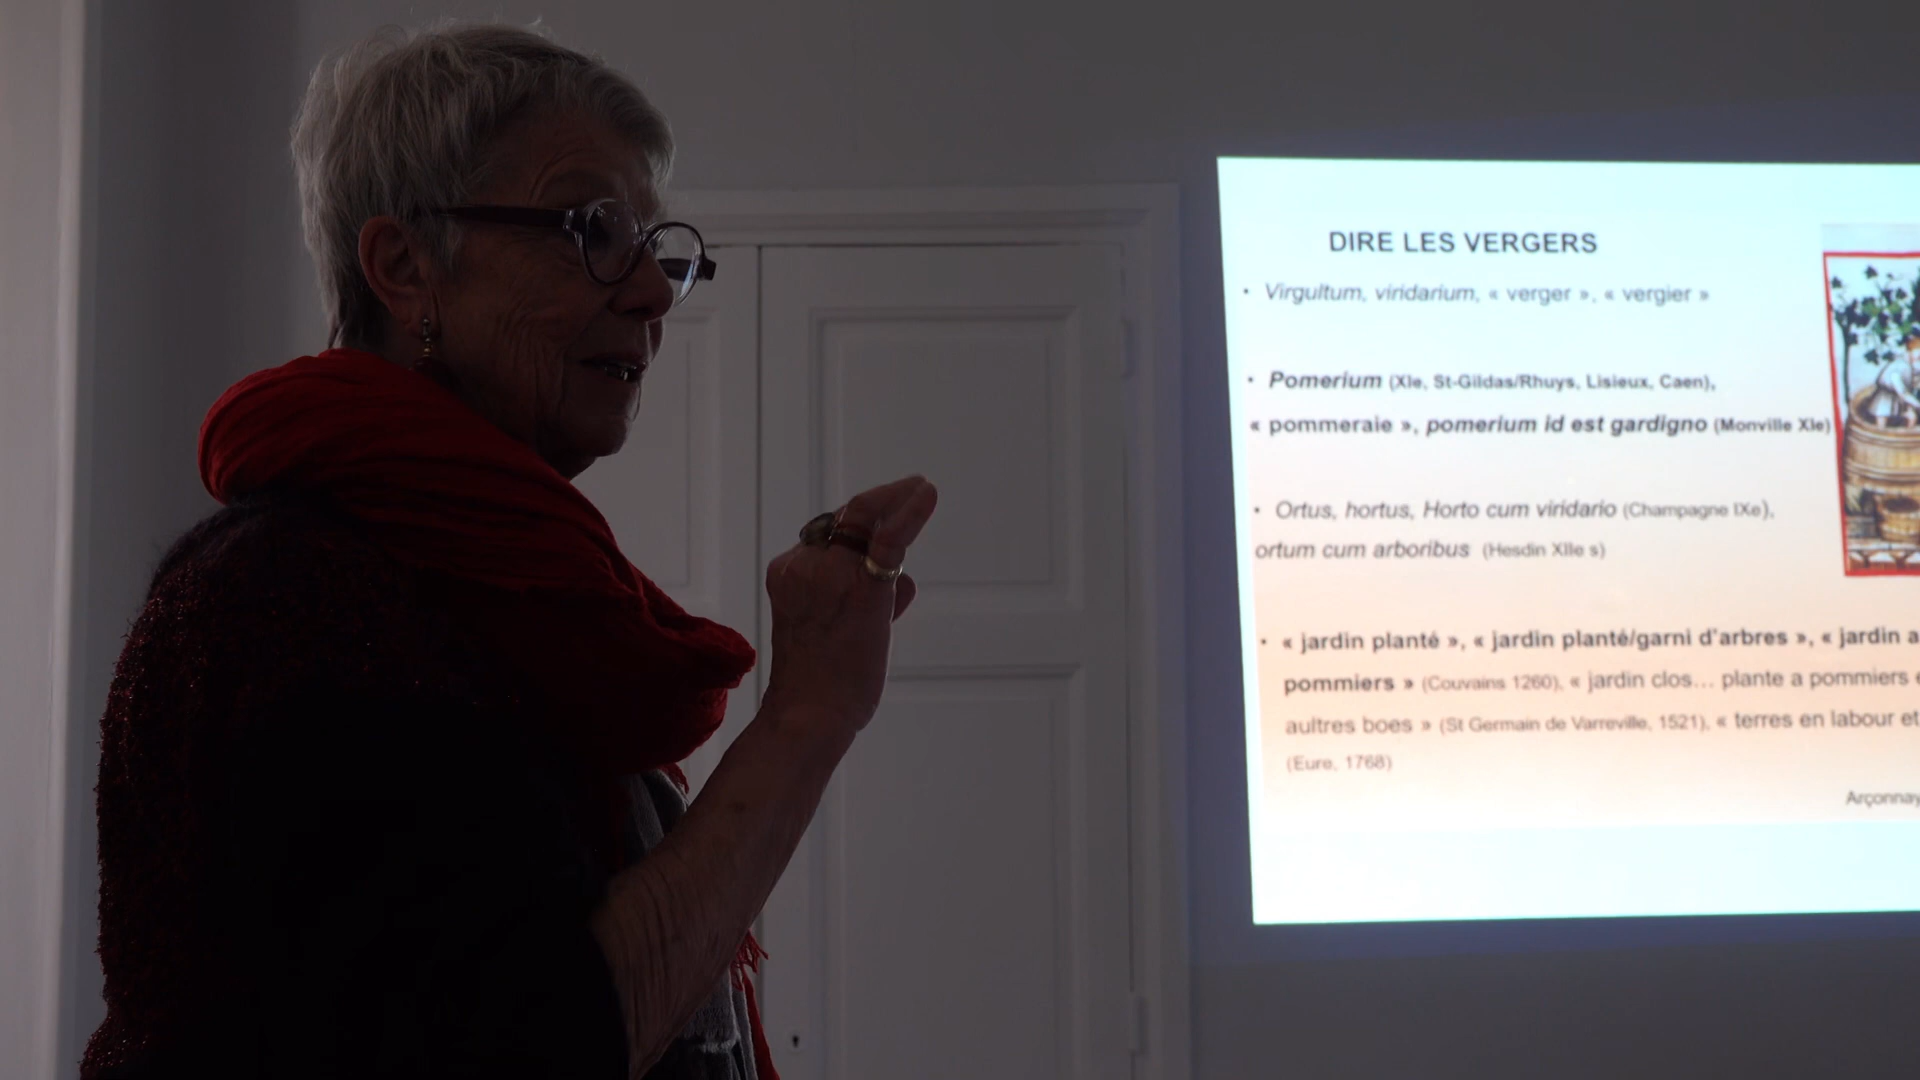 DIRE LES VERGERS
• Virgultum, viridarium, « verger », « vergier »
• Pomerium (XIe, St-Gildas/Rhuys, Lisieux, Caen),
« pommeraie », pomerium id est gardigno (Monville XIe)
• Ortus, hortus, Horto cum viridario (Champagne IXe),
ortum cum arboribus (Hesdin XIIe s)
• « jardin planté », « jardin planté/garni d'arbres », « jardin a
pommiers » (Couvains 1260), « jardin clos... plante a pommiers e
aultres boes » (St Germain de Varreville, 1521), « terres en labour et
(Eure, 1768)
Arçonnay